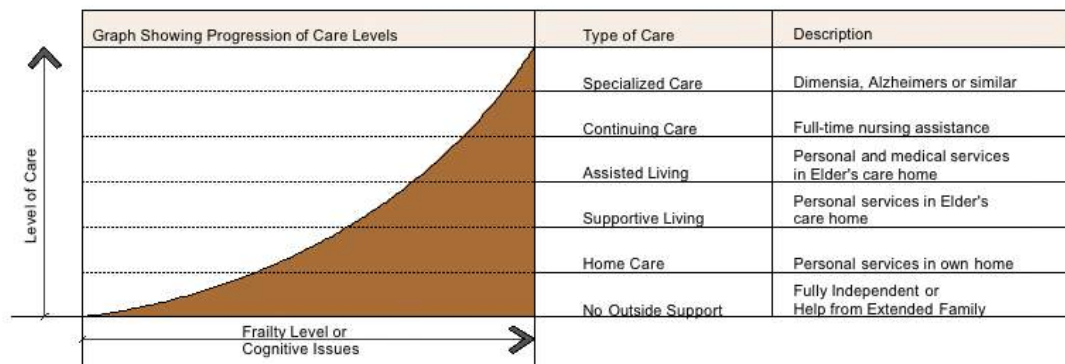 Graph Showing Progression of Care Levels
Type of Care
Description
Specialized Care
Dimensia, Alzheimers or similar
Continuing Care
Full-time nursing assistance
Assisted Living
Personal and medical services
in Elder's care home
Supportive Living
Personal services in Elder's
care home
Home Care
Personal services in own home
No Outside Support
Fully Independent or
Help from Extended Family
Level of Care
Frailty Level or
Cognitive Issues